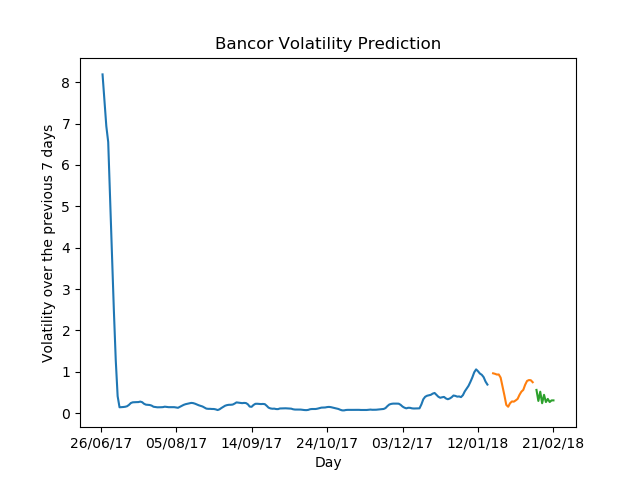 Bancor Volatility Prediction
Volatility over the previous 7 days
8
7
6
5
4
3
2
1
0
26/06/17 05/08/17 14/09/17 24/10/17 03/12/17 12/01/18 21/02/18
Day